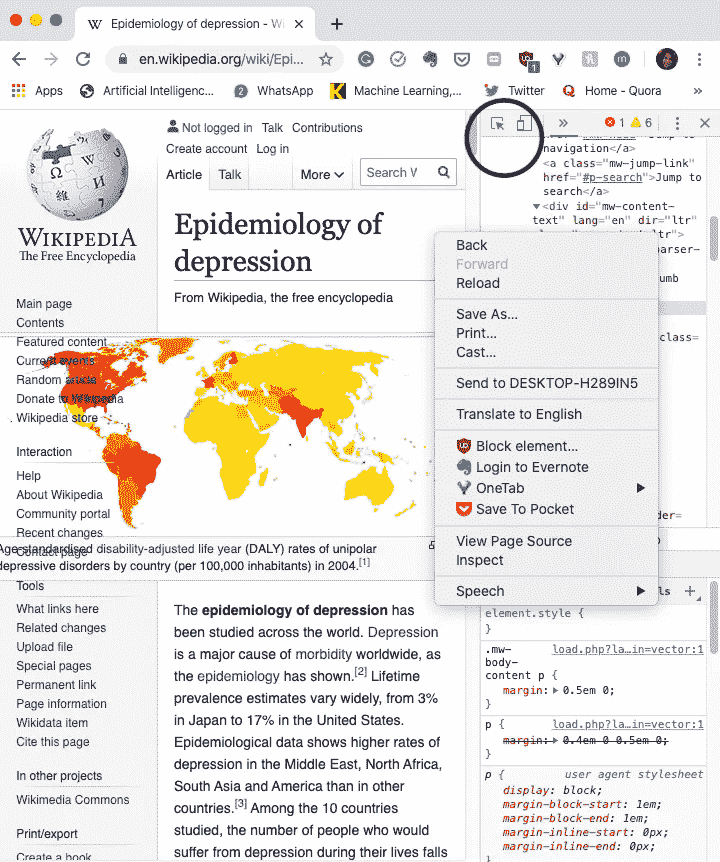 Epidemiology of depression - Wi
en.wikipedia.org/wiki/Epi...
1
m
Apps
Artificial Intelligenc...
2
WhatsApp
Machine Learning,...
Twitter
Home - Quora
»
Not logged in Talk Contributions
Create account Log in
Article
Talk
More
Search W
WIKIPEDIA
The Free Encyclopedia
Epidemiology of
depression
From Wikipedia, the free encyclopedia
Main page
Contents
Featured content
Current events
Random article
Donate to Wikipedia
Wikipedia store
Interaction
Help
About Wikipedia
Community portal
Recent changes
Contact page
Age-standardised disability-adjusted life year (DALY) rates of unipolar
depressive disorders by country (per 100,000 inhabitants) in 2004.[1]
Tools
What links here
Related changes
Upload file
Special pages
Permanent link
Page information
Wikidata item
Cite this page
In other projects
Wikimedia Commons
Print/export
Create a book
The epidemiology of depression has
been studied across the world. Depression
is a major cause of morbidity worldwide, as
the epidemiology has shown.[2] Lifetime
prevalence estimates vary widely, from 3%
in Japan to 17% in the United States.
Epidemiological data shows higher rates of
depression in the Middle East, North Africa,
South Asia and America than in other
countries.[3] Among the 10 countries
studied, the number of people who would
suffer from depression during their lives falls
» 1 6
navigation</a>
<a class="mw-jump-link"
href="#p-search">Jump to
search</a>
<div id="mw-content-
text" lang="en" dir="ltr"
Back
Forward
Reload
Save As...
Print...
Cast...
Send to DESKTOP-H289IN5
Translate to English
Block element...
Login to Evernote
OneTab
Save To Pocket
View Page Source
Inspect
Speech
parser-
umb
class=
der=
ls +
element.style {
}
.mw-
body-
content p {
load.php?la…in=vector:1
margin: 0.5em 0;
}
p {
load.php?la…in=vector:1
margin: 0.4em 0 0.5em 0;
}
p {
user agent stylesheet
display: block;
margin-block-start: 1em;
margin-block-end: 1em;
margin-inline-start: 0px;
margin-inline-end: 0px;
}